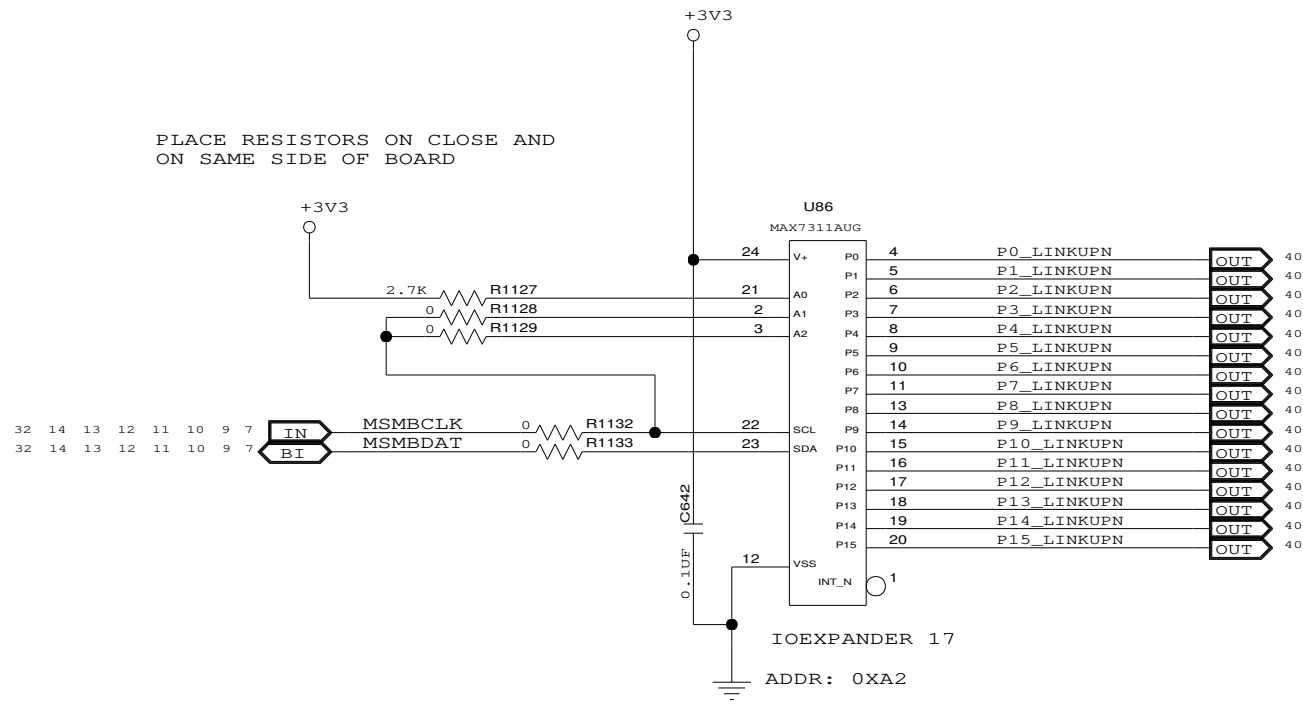 +3V3
PLACE RESISTORS ON CLOSE AND
ON SAME SIDE OF BOARD
+3V3
U86
MAX7311AUG
24 V+ P0 4 P0_LINKUPN OUT 40
P1 5 P1_LINKUPN OUT 40
2.7K R1127 21 A0 P2 6 P2_LINKUPN OUT 40
0 R1128 2 A1 P3 7 P3_LINKUPN OUT 40
0 R1129 3 A2 P4 8 P4_LINKUPN OUT 40
P5 9 P5_LINKUPN OUT 40
P6 10 P6_LINKUPN OUT 40
P7 11 P7_LINKUPN OUT 40
P8 13 P8_LINKUPN OUT 40
32 14 13 12 11 10 9 7 IN MSMBCLK 0 R1132 22 SCL P9 14 P9_LINKUPN OUT 40
32 14 13 12 11 10 9 7 BI MSMBDAT 0 R1133 23 SDA P10 15 P10_LINKUPN OUT 40
P11 16 P11_LINKUPN OUT 40
P12 17 P12_LINKUPN OUT 40
P13 18 P13_LINKUPN OUT 40
P14 19 P14_LINKUPN OUT 40
P15 20 P15_LINKUPN OUT 40
C642
0.1UF
12 VSS
INT_N 1
IOEXPANDER 17
ADDR: 0XA2